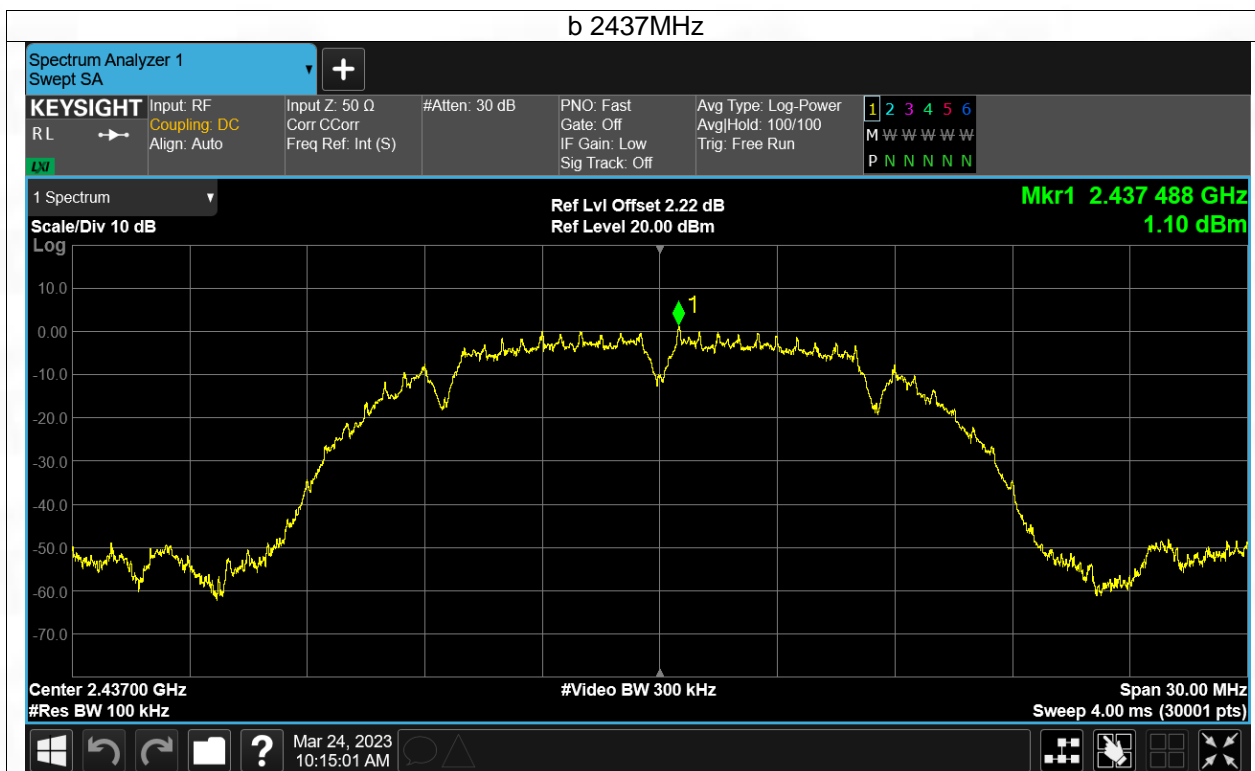 b 2437MHz
Spectrum Analyzer 1
Swept SA
KEYSIGHT
RL
LXI
Input: RF
Coupling: DC
Align: Auto
Input Z: 50 Ω
Corr CCorr
Freq Ref: Int (S)
#Atten: 30 dB
PNO: Fast
Gate: Off
IF Gain: Low
Sig Track: Off
Avg Type: Log-Power
Avg|Hold: 100/100
Trig: Free Run
1 2 3 4 5 6
M W W W W W
P N N N N N
1 Spectrum
Scale/Div 10 dB
Log
Ref Lvl Offset 2.22 dB
Ref Level 20.00 dBm
Mkr1 2.437 488 GHz
1.10 dBm
1
10.0
0.00
-10.0
-20.0
-30.0
-40.0
-50.0
-60.0
-70.0
Center 2.43700 GHz
#Res BW 100 kHz
#Video BW 300 kHz
Span 30.00 MHz
Sweep 4.00 ms (30001 pts)
?
Mar 24, 2023
10:15:01 AM